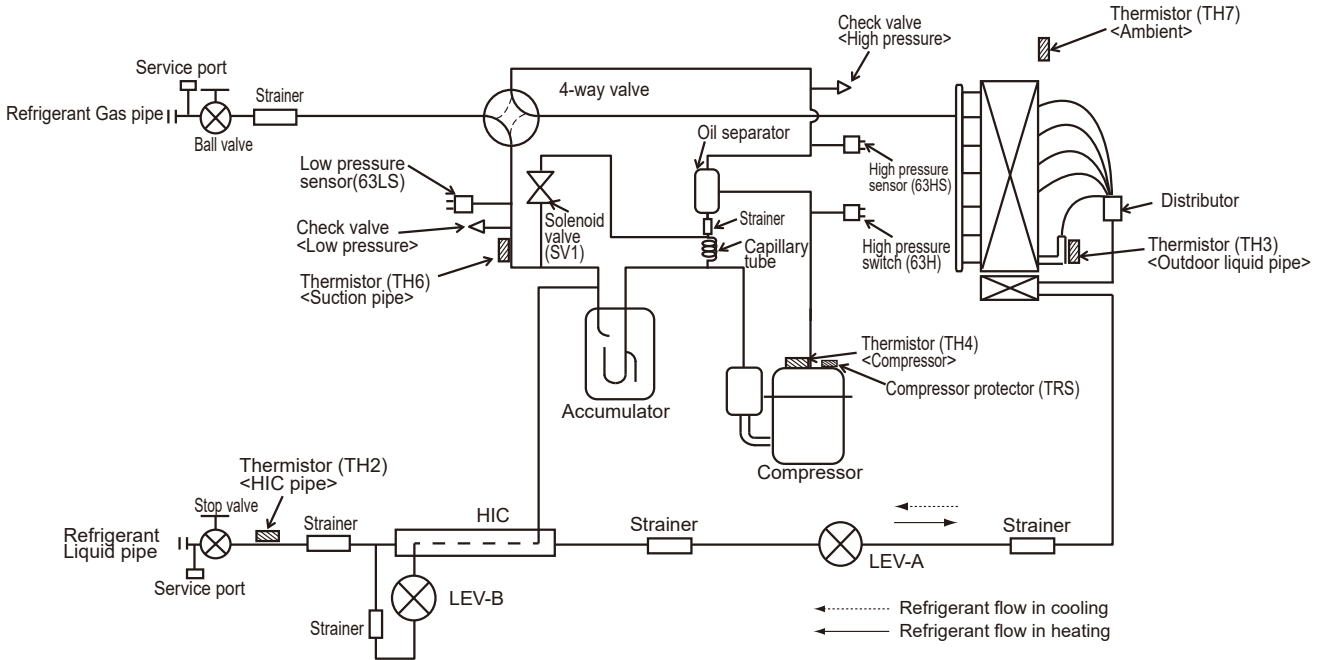 Check valve
<High pressure>
Thermistor (TH7)
<Ambient>
Service port
Strainer
4-way valve
Refrigerant Gas pipe
Ball valve
Oil separator
Low pressure
sensor(63LS)
High pressure
sensor (63HS)
Distributor
Check valve
<Low pressure>
Solenoid
valve
(SV1)
Strainer
Capillary
tube
High pressure
switch (63H)
Thermistor (TH3)
<Outdoor liquid pipe>
Thermistor (TH6)
<Suction pipe>
Thermistor (TH4)
<Compressor>
Compressor protector (TRS)
Accumulator
Compressor
Thermistor (TH2)
<HIC pipe>
Stop valve
Strainer
HIC
Strainer
Strainer
Refrigerant
Liquid pipe
LEV-A
Service port
LEV-B
Strainer
Refrigerant flow in cooling
Refrigerant flow in heating